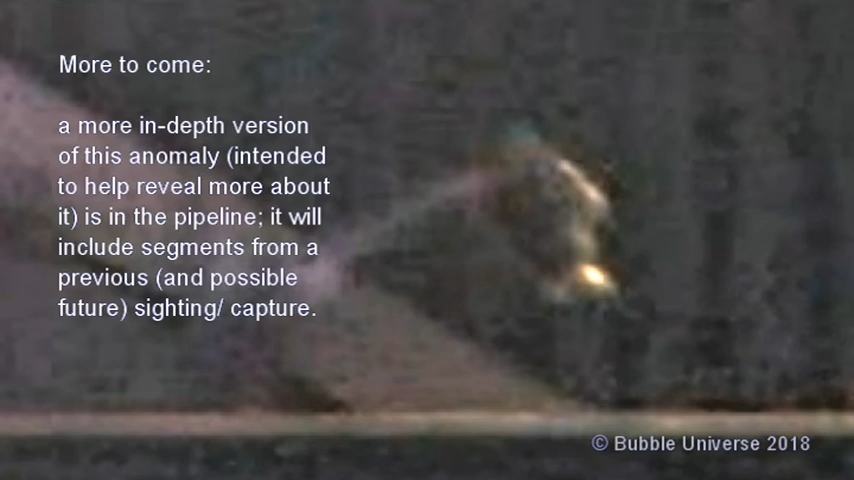 More to come:
a more in-depth version
of this anomaly (intended
to help reveal more about
it) is in the pipeline; it will
include segments from a
previous (and possible
future) sighting/ capture.
© Bubble Universe 2018